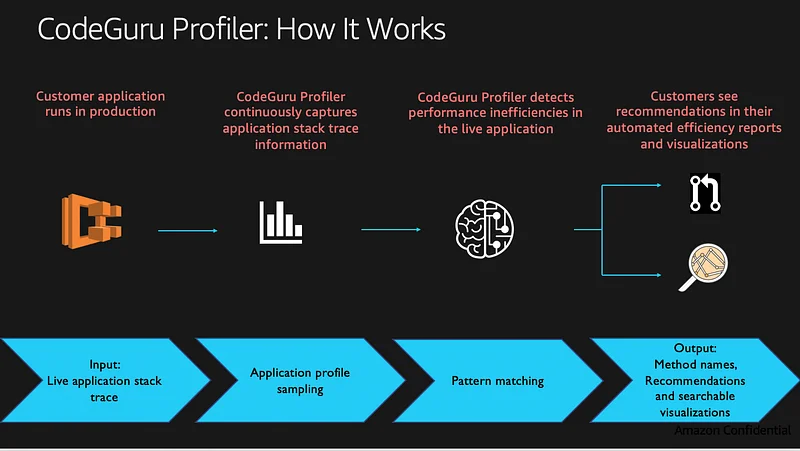 CodeGuru Profiler: How It Works
Customer application
runs in production
CodeGuru Profiler
continuously captures
application stack trace
information
CodeGuru Profiler detects
performance inefficiencies in
the live application
Customers see
recommendations in their
automated efficiency reports
and visualizations
Input:
Live application stack
trace
Application profile
sampling
Pattern matching
Output:
Method names,
Recommendations
and searchable
visualizations
Amazon Confidential